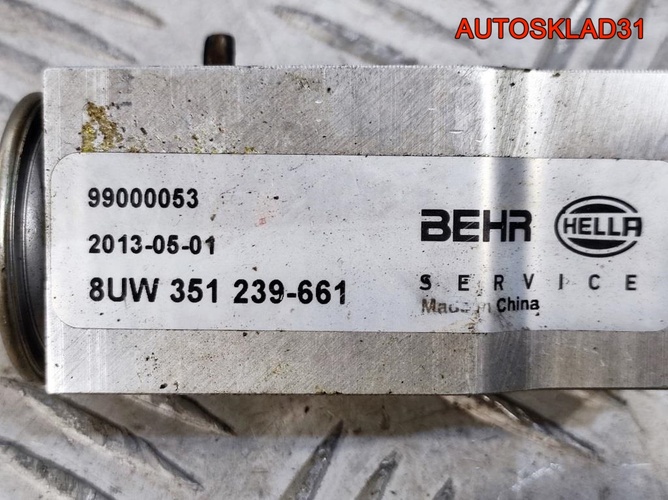 AUTOSKLAD31
99000053
2013-05-01
8UW 351 239-661
BEHR HELLA
SERVICE
Made in China